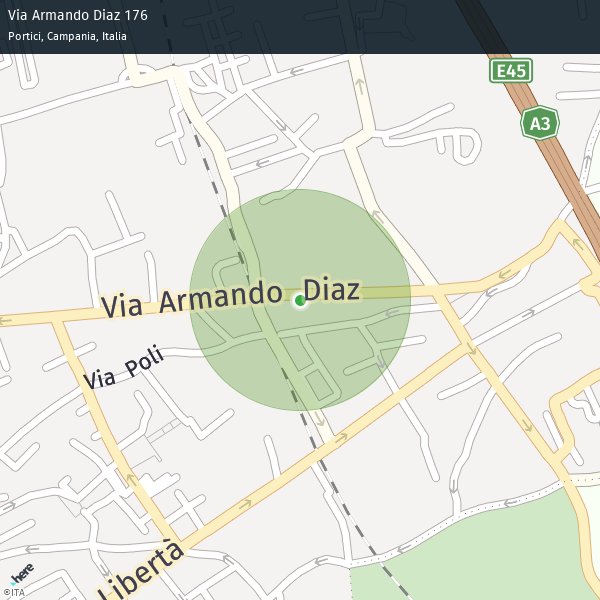 Via Armando Diaz 176
Portici, Campania, Italia
E45
A3
Via Armando Diaz
Via Poli
Libertà
here
©ITA